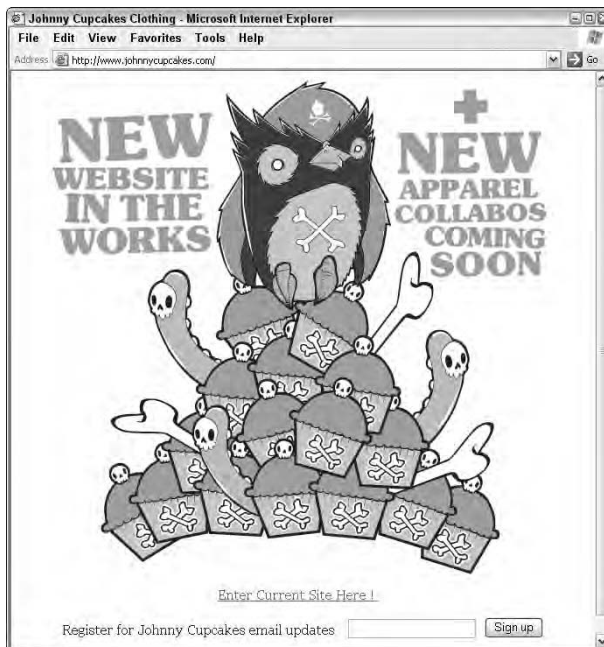 Johnny Cupcakes Clothing - Microsoft Internet Explorer
File Edit View Favorites Tools Help
Address http://www.johnnycupcakes.com/ Go
NEW
WEBSITE
IN THE
WORKS
+
NEW
APPAREL
COLLABOS
COMING
SOON
Enter Current Site Here !
Register for Johnny Cupcakes email updates Sign up